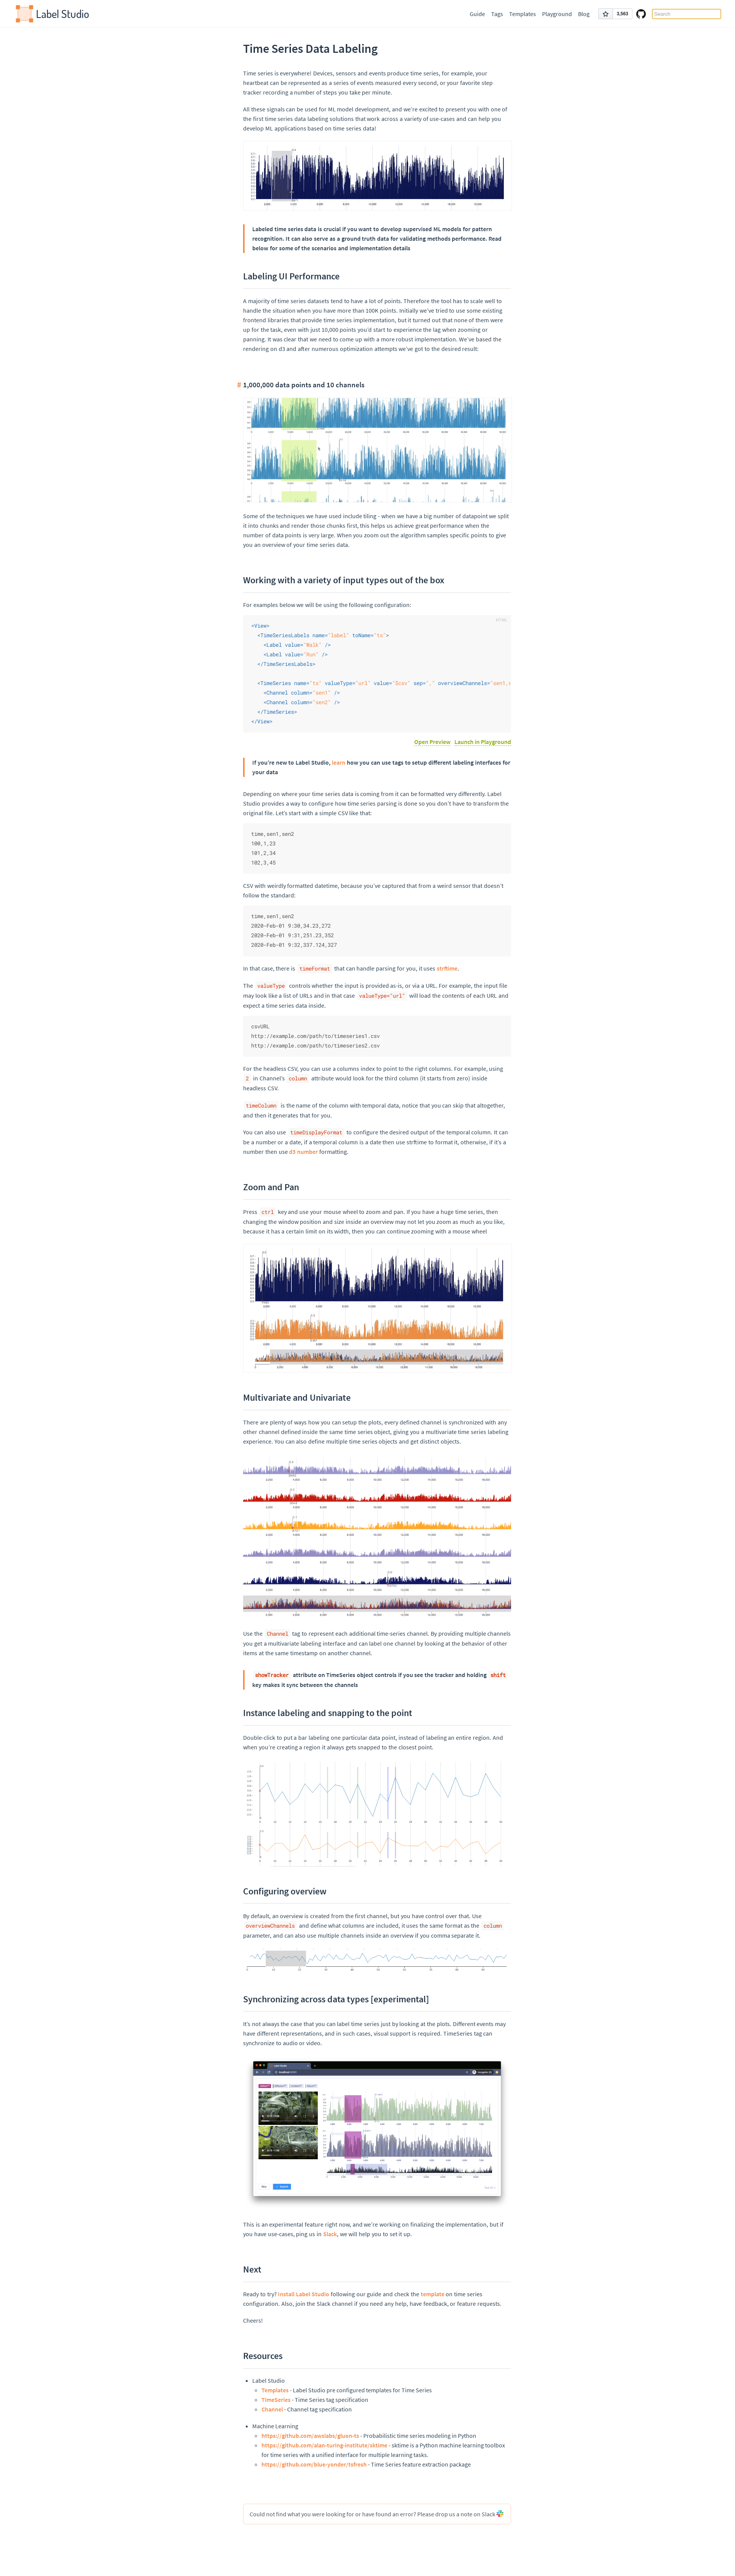 Label Studio
Guide Tags Templates Playground Blog 3,563 Search
Time Series Data Labeling
Time series is everywhere! Devices, sensors and events produce time series, for example, your
heartbeat can be represented as a series of events measured every second, or your favorite step
tracker recording a number of steps you take per minute.
All these signals can be used for ML model development, and we're excited to present you with one of
the first time series data labeling solutions that work across a variety of use-cases and can help you
develop ML applications based on time series data!
Labeled time series data is crucial if you want to develop supervised ML models for pattern
recognition. It can also serve as a ground truth data for validating methods performance. Read
below for some of the scenarios and implementation details
Labeling UI Performance
A majority of time series datasets tend to have a lot of points. Therefore the tool has to scale well to
handle the situation when you have more than 100K points. Initially we've tried to use some existing
frontend libraries that provide time series implementation, but it turned out that none of them were
up for the task, even with just 10,000 points you'd start to experience the lag when zooming or
panning. It was clear that we need to come up with a more robust implementation. We've based the
rendering on d3 and after numerous optimization attempts we've got to the desired result:
# 1,000,000 data points and 10 channels
Some of the techniques we have used include tiling - when we have a big number of datapoint we split
it into chunks and render those chunks first, this helps us achieve great performance when the
number of data points is very large. When you zoom out the algorithm samples specific points to give
you an overview of your time series data.
Working with a variety of input types out of the box
For examples below we will be using the following configuration:
HTML
<View>
<TimeSeriesLabels name="label" toName="ts">
<Label value="Walk" />
<Label value="Run" />
</TimeSeriesLabels>
<TimeSeries name="ts" valueType="url" value="$csv" sep="," overviewChannels="sen1,s
<Channel column="sen1" />
<Channel column="sen2" />
</TimeSeries>
</View>
Open Preview Launch in Playground
If you're new to Label Studio, learn how you can use tags to setup different labeling interfaces for
your data
Depending on where your time series data is coming from it can be formatted very differently. Label
Studio provides a way to configure how time series parsing is done so you don't have to transform the
original file. Let's start with a simple CSV like that:
time,sen1,sen2
100,1,23
101,2,34
102,3,45
CSV with weirdly formatted datetime, because you've captured that from a weird sensor that doesn't
follow the standard:
time,sen1,sen2
2020-Feb-01 9:30,34.23,272
2020-Feb-01 9:31,251.23,352
2020-Feb-01 9:32,337.124,327
In that case, there is timeFormat that can handle parsing for you, it uses strftime.
The valueType controls whether the input is provided as-is, or via a URL. For example, the input file
may look like a list of URLs and in that case valueType="url" will load the contents of each URL and
expect a time series data inside.
csvURL
http://example.com/path/to/timeseries1.csv
http://example.com/path/to/timeseries2.csv
For the headless CSV, you can use a columns index to point to the right columns. For example, using
2 in Channel's column attribute would look for the third column (it starts from zero) inside
headless CSV.
timeColumn is the name of the column with temporal data, notice that you can skip that altogether,
and then it generates that for you.
You can also use timeDisplayFormat to configure the desired output of the temporal column. It can
be a number or a date, if a temporal column is a date then use strftime to format it, otherwise, if it's a
number then use d3 number formatting.
Zoom and Pan
Press ctrl key and use your mouse wheel to zoom and pan. If you have a huge time series, then
changing the window position and size inside an overview may not let you zoom as much as you like,
because it has a certain limit on its width, then you can continue zooming with a mouse wheel
Multivariate and Univariate
There are plenty of ways how you can setup the plots, every defined channel is synchronized with any
other channel defined inside the same time series object, giving you a multivariate time series labeling
experience. You can also define multiple time series objects and get distinct objects.
Use the Channel tag to represent each additional time-series channel. By providing multiple channels
you get a multivariate labeling interface and can label one channel by looking at the behavior of other
items at the same timestamp on another channel.
showTracker attribute on TimeSeries object controls if you see the tracker and holding shift
key makes it sync between the channels
Instance labeling and snapping to the point
Double-click to put a bar labeling one particular data point, instead of labeling an entire region. And
when you're creating a region it always gets snapped to the closest point.
Configuring overview
By default, an overview is created from the first channel, but you have control over that. Use
overviewChannels and define what columns are included, it uses the same format as the column
parameter, and can also use multiple channels inside an overview if you comma separate it.
Synchronizing across data types [experimental]
It's not always the case that you can label time series just by looking at the plots. Different events may
have different representations, and in such cases, visual support is required. TimeSeries tag can
synchronize to audio or video.
This is an experimental feature right now, and we're working on finalizing the implementation, but if
you have use-cases, ping us in Slack, we will help you to set it up.
Next
Ready to try? Install Label Studio following our guide and check the template on time series
configuration. Also, join the Slack channel if you need any help, have feedback, or feature requests.
Cheers!
Resources
Label Studio
Templates - Label Studio pre configured templates for Time Series
TimeSeries - Time Series tag specification
Channel - Channel tag specification
Machine Learning
https://github.com/awslabs/gluon-ts - Probabilistic time series modeling in Python
https://github.com/alan-turing-institute/sktime - sktime is a Python machine learning toolbox
for time series with a unified interface for multiple learning tasks.
https://github.com/blue-yonder/tsfresh - Time Series feature extraction package
Could not find what you were looking for or have found an error? Please drop us a note on Slack